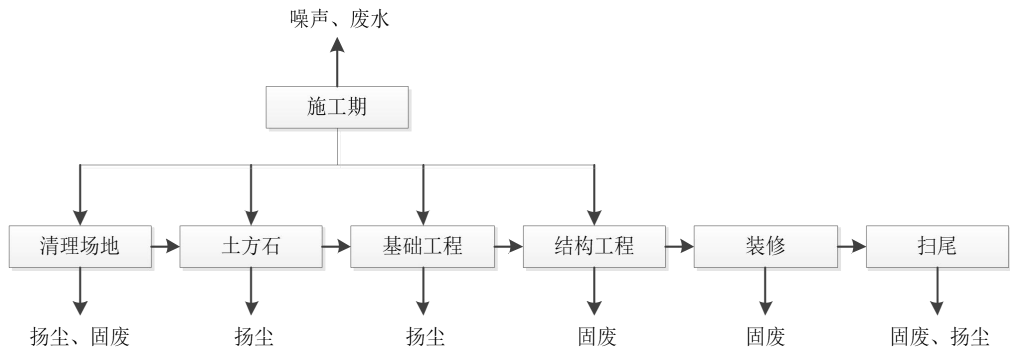 噪声、废水
施工期
清理场地
土方石
基础工程
结构工程
装修
扫尾
扬尘、固废
扬尘
扬尘
固废
固废
固废、扬尘